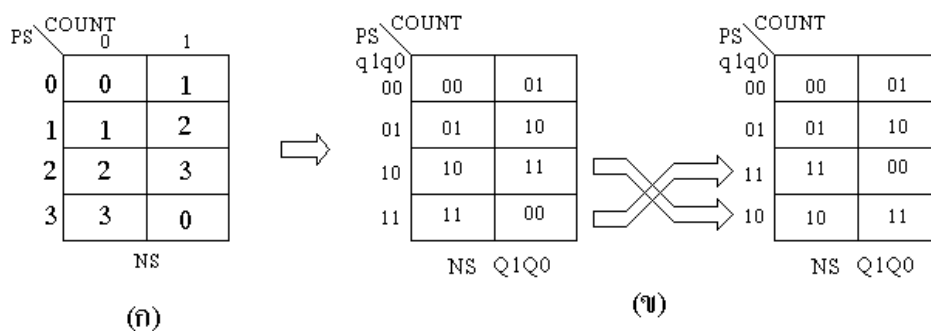 PS COUNT
0 1
0 0 1
1 1 2
2 2 3
3 3 0
NS
(ก)
PS COUNT
q1q0
00 00 01
01 01 10
10 10 11
11 11 00
NS Q1Q0
PS COUNT
q1q0
00 00 01
01 01 10
11 11 00
10 10 11
NS Q1Q0
(ข)